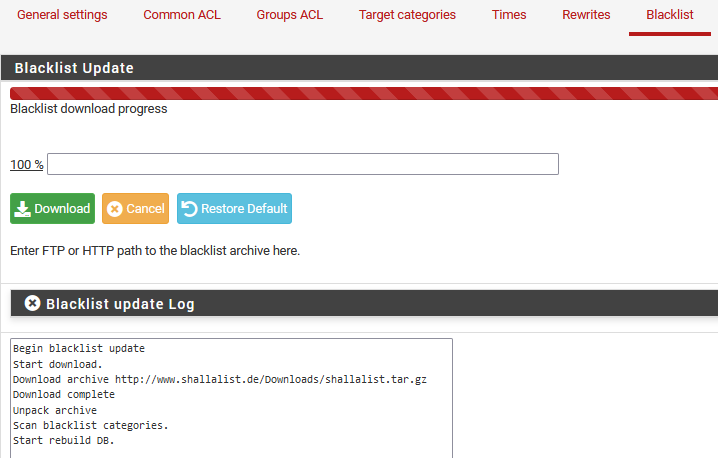 General settings Common ACL Groups ACL Target categories Times Rewrites Blacklist
Blacklist Update
Blacklist download progress
100 %
Download Cancel Restore Default
Enter FTP or HTTP path to the blacklist archive here.
Blacklist update Log
Begin blacklist update
Start download.
Download archive http://www.shallalist.de/Downloads/shallalist.tar.gz
Download complete
Unpack archive
Scan blacklist categories.
Start rebuild DB.